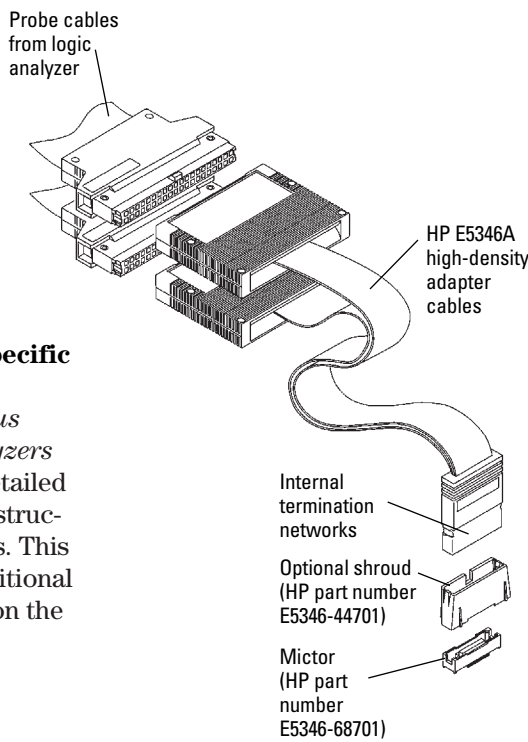 Probe cables
from logic
analyzer
HP E5346A
high-density
adapter
cables
ecific
us
yzers
tailed
struc-
s. This
itional
on the
Internal
termination
networks
Optional shroud
(HP part number
E5346-44701)
Mictor
(HP part
number
E5346-68701)